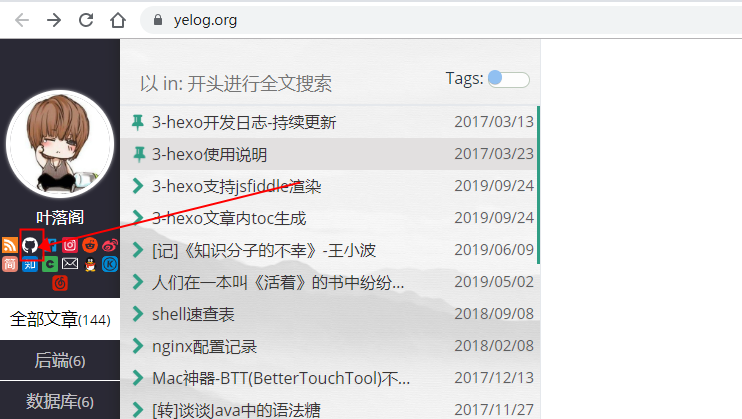 yelog.org
以 in: 开头进行全文搜索
Tags:
3-hexo开发日志-持续更新 2017/03/13
3-hexo使用说明 2017/03/23
3-hexo支持jsfiddle渲染 2019/09/24
3-hexo文章内toc生成 2019/09/24
[记]《知识分子的不幸》-王小波 2019/06/09
人们在一本叫《活着》的书中纷纷... 2019/05/02
shell速查表 2018/09/08
nginx配置记录 2018/02/08
Mac神器-BTT(BetterTouchTool)不... 2017/12/13
[转]谈谈Java中的语法糖 2017/11/27
叶落阁
简 知
全部文章(144)
后端(6)
数据库(6)